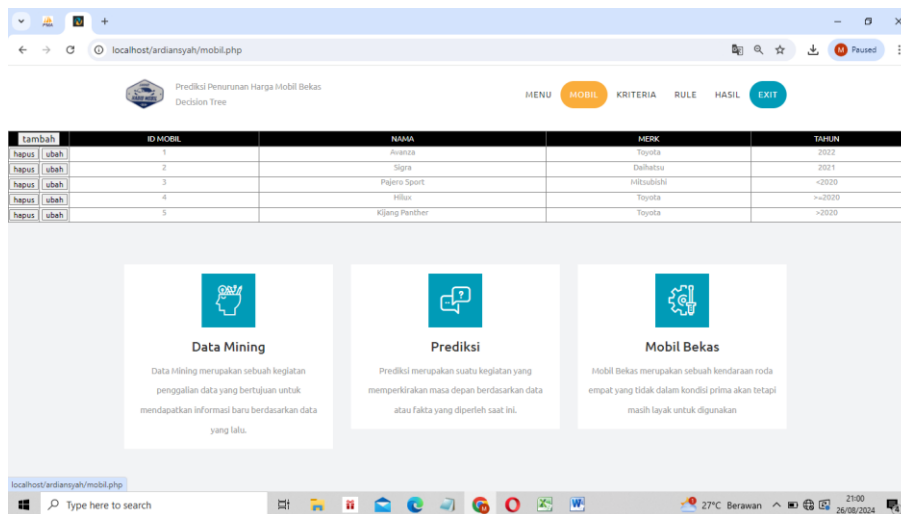 localhost/ardiansyah/mobil.php
M Paused
Prediksi Penurunan Harga Mobil Bekas
Decision Tree
MENU MOBIL KRITERIA RULE HASIL EXIT
tambah ID MOBIL NAMA MERK TAHUN
hapus ubah 1 Avanza Toyota 2022
hapus ubah 2 Sigra Daihatsu 2021
hapus ubah 3 Pajero Sport Mitsubishi <2020
hapus ubah 4 Hilux Toyota >=2020
hapus ubah 5 Kijang Panther Toyota >2020
Data Mining
Data Mining merupakan sebuah kegiatan
penggalian data yang bertujuan untuk
mendapatkan informasi baru berdasarkan data
yang lalu.
Prediksi
Prediksi merupakan suatu kegiatan yang
memperkirakan masa depan berdasarkan data
atau fakta yang diperleh saat ini.
Mobil Bekas
Mobil Bekas merupakan sebuah kendaraan roda
empat yang tidak dalam kondisi prima akan tetapi
masih layak untuk digunakan
localhost/ardiansyah/mobil.php
Type here to search
27°C Berawan
21:00
26/08/2024